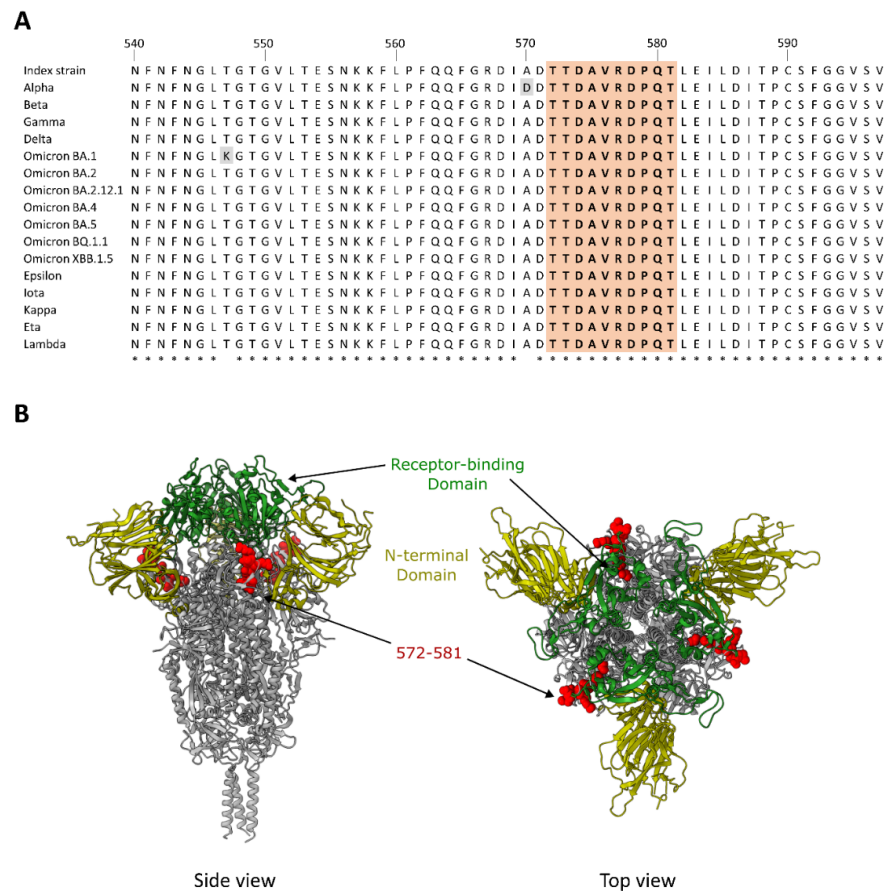 A
540 550 560 570 580 590
Index strain N F N F N G L T G T G V L T E S N K K F L P F Q Q F G R D I A D T T D A V R D P Q T L E I L D I T P C S F G G V S V
Alpha N F N F N G L T G T G V L T E S N K K F L P F Q Q F G R D I D D T T D A V R D P Q T L E I L D I T P C S F G G V S V
Beta N F N F N G L T G T G V L T E S N K K F L P F Q Q F G R D I A D T T D A V R D P Q T L E I L D I T P C S F G G V S V
Gamma N F N F N G L T G T G V L T E S N K K F L P F Q Q F G R D I A D T T D A V R D P Q T L E I L D I T P C S F G G V S V
Delta N F N F N G L T G T G V L T E S N K K F L P F Q Q F G R D I A D T T D A V R D P Q T L E I L D I T P C S F G G V S V
Omicron BA.1 N F N F N G L K G T G V L T E S N K K F L P F Q Q F G R D I A D T T D A V R D P Q T L E I L D I T P C S F G G V S V
Omicron BA.2 N F N F N G L T G T G V L T E S N K K F L P F Q Q F G R D I A D T T D A V R D P Q T L E I L D I T P C S F G G V S V
Omicron BA.2.12.1 N F N F N G L T G T G V L T E S N K K F L P F Q Q F G R D I A D T T D A V R D P Q T L E I L D I T P C S F G G V S V
Omicron BA.4 N F N F N G L T G T G V L T E S N K K F L P F Q Q F G R D I A D T T D A V R D P Q T L E I L D I T P C S F G G V S V
Omicron BA.5 N F N F N G L T G T G V L T E S N K K F L P F Q Q F G R D I A D T T D A V R D P Q T L E I L D I T P C S F G G V S V
Omicron BQ.1.1 N F N F N G L T G T G V L T E S N K K F L P F Q Q F G R D I A D T T D A V R D P Q T L E I L D I T P C S F G G V S V
Omicron XBB.1.5 N F N F N G L T G T G V L T E S N K K F L P F Q Q F G R D I A D T T D A V R D P Q T L E I L D I T P C S F G G V S V
Epsilon N F N F N G L T G T G V L T E S N K K F L P F Q Q F G R D I A D T T D A V R D P Q T L E I L D I T P C S F G G V S V
Iota N F N F N G L T G T G V L T E S N K K F L P F Q Q F G R D I A D T T D A V R D P Q T L E I L D I T P C S F G G V S V
Kappa N F N F N G L T G T G V L T E S N K K F L P F Q Q F G R D I A D T T D A V R D P Q T L E I L D I T P C S F G G V S V
Eta N F N F N G L T G T G V L T E S N K K F L P F Q Q F G R D I A D T T D A V R D P Q T L E I L D I T P C S F G G V S V
Lambda N F N F N G L T G T G V L T E S N K K F L P F Q Q F G R D I A D T T D A V R D P Q T L E I L D I T P C S F G G V S V
* * * * * * *   * * * * * * * * * * * * * * * * * * * * * *   * * * * * * * * * * * * * * * * * * * * * * * * * * *
B
Receptor-binding
Domain
N-terminal
Domain
572-581
Side view
Top view